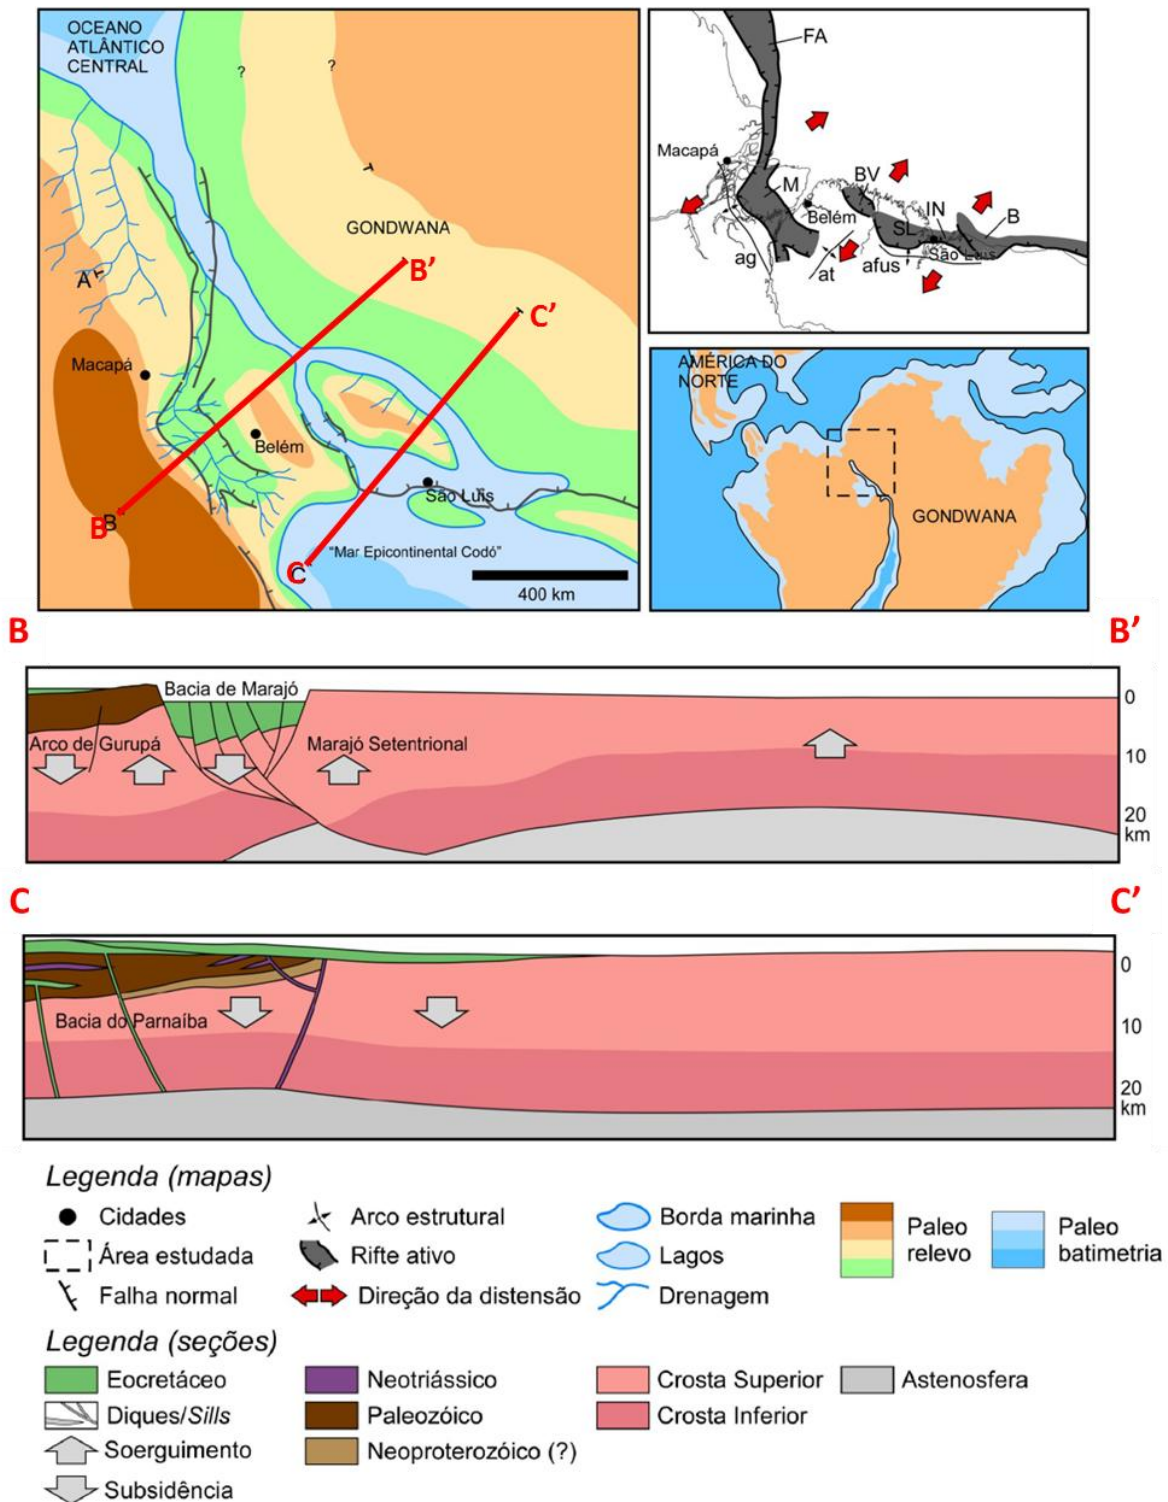 OCEANO
ATLÂNTICO
CENTRAL
?
?
GONDWANA
A
B'
C'
Macapá
Belém
São Luís
B
B
"Mar Epicontinental Codó"
C
C
400 km
FA
Macapá
M
BV
Belém
IN
SL
B
São Luís
ag
at
afus
AMÉRICA DO
NORTE
GONDWANA
B
B'
Bacia de Marajó
0
Arco de Gurupá
Marajó Setentrional
10
20
km
C
C'
0
Bacia do Parnaíba
10
20
km
Legenda (mapas)
Cidades
Arco estrutural
Borda marinha
Paleo
relevo
Paleo
batimetria
Área estudada
Rifte ativo
Lagos
Falha normal
Direção da distensão
Drenagem
Legenda (seções)
Eocretáceo
Neotriássico
Crosta Superior
Astenosfera
Diques/Sills
Paleozóico
Crosta Inferior
Soerguimento
Neoproterozóico (?)
Subsidência